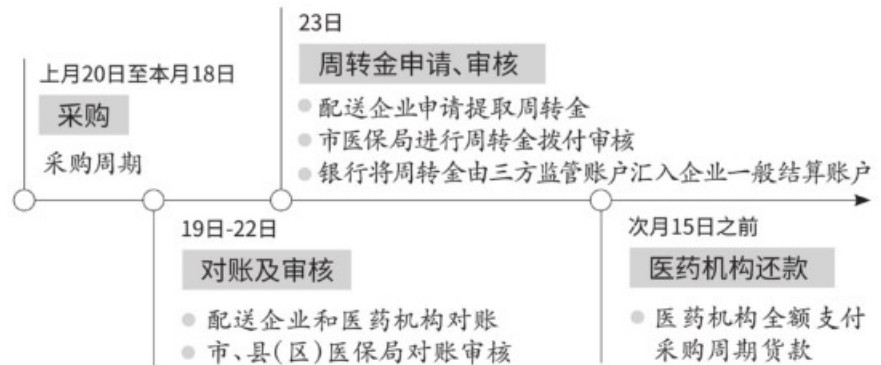 上月20日至本月18日
采购
采购周期
19日-22日
对账及审核
配送企业和医药机构对账
市、县(区)医保局对账审核
23日
周转金申请、审核
配送企业申请提取周转金
市医保局进行周转金拨付审核
银行将周转金由三方监管账户汇入企业一般结算账户
次月15日之前
医药机构还款
医药机构全额支付
采购周期货款